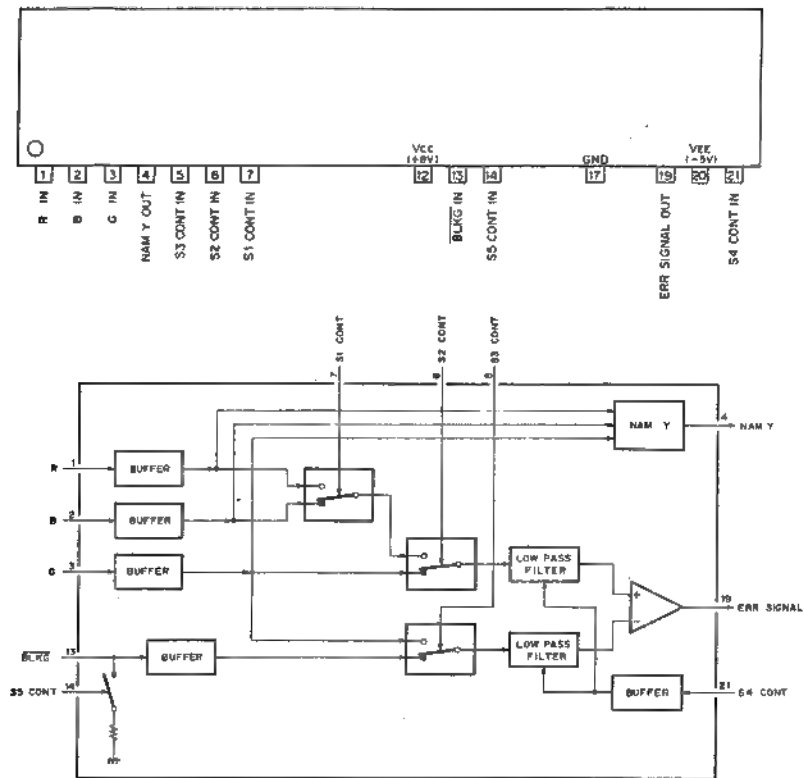 VCC VEE
(+8V) GND (-5V)
1 2 3 4 5 6 7 12 13 14 17 19 20 21
R IN
B IN
G IN
NAM Y OUT
S3 CONT IN
S2 CONT IN
S1 CONT IN
BLKG IN
S5 CONT IN
ERR SIGNAL OUT
S4 CONT IN
S1 CONT
S2 CONT
S3 CONT
7
NAM Y 4 NAM Y
R 1 BUFFER
B 2 BUFFER
G BUFFER
LOW PASS
FILTER
+
19 ERR SIGNAL
-
BLKG 13 BUFFER
LOW PASS
FILTER
S5 CONT 14
BUFFER 21 S4 CONT